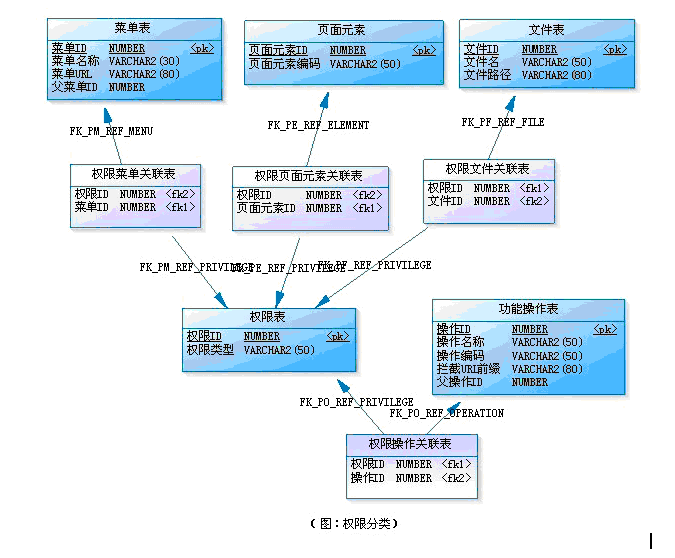 菜单表
菜单ID NUMBER <pk>
菜单名称 VARCHAR2(30)
菜单URL VARCHAR2(80)
父菜单ID NUMBER
页面元素
页面元素ID NUMBER <pk>
页面元素编码 VARCHAR2(50)
文件表
文件ID NUMBER <pk>
文件名 VARCHAR2(50)
文件路径 VARCHAR2(80)
FK_PM_REF_MENU
FK_PE_REF_ELEMENT
FK_PF_REF_FILE
权限菜单关联表
权限ID NUMBER <fk2>
菜单ID NUMBER <fk1>
权限页面元素关联表
权限ID NUMBER <fk2>
页面元素ID NUMBER <fk1>
权限文件关联表
权限ID NUMBER <fk1>
文件ID NUMBER <fk2>
FK_PM_REF_PRIVILEGE
FK_PE_REF_PRIVILEGE
FK_PF_REF_PRIVILEGE
权限表
权限ID NUMBER <pk>
权限类型 VARCHAR2(50)
功能操作表
操作ID NUMBER <pk>
操作名称 VARCHAR2(50)
操作编码 VARCHAR2(50)
拦截URI前缀 VARCHAR2(80)
父操作ID NUMBER
FK_PO_REF_PRIVILEGE
FK_PO_REF_OPERATION
权限操作关联表
权限ID NUMBER <fk1>
操作ID NUMBER <fk2>
(图:权限分类)